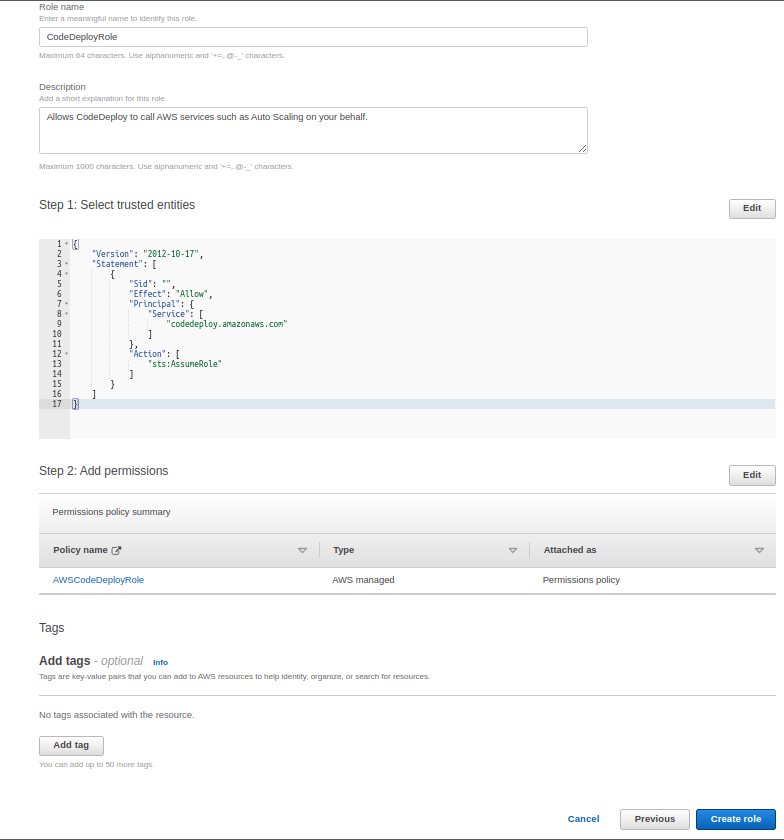 Role name
Enter a meaningful name to identify this role.
CodeDeployRole
Maximum 64 characters. Use alphanumeric and '+=,.@-_' characters.
Description
Add a short explanation for this role.
Allows CodeDeploy to call AWS services such as Auto Scaling on your behalf.
Maximum 1000 characters. Use alphanumeric and '+=,.@-_' characters.
Step 1: Select trusted entities
Edit
1 {
2 "Version": "2012-10-17",
3 "Statement": [
4 {
5 "Sid": "",
6 "Effect": "Allow",
7 "Principal": {
8 "Service": [
9 "codedeploy.amazonaws.com"
10 ]
11 },
12 "Action": [
13 "sts:AssumeRole"
14 ]
15 }
16 ]
17 }
Step 2: Add permissions
Edit
Permissions policy summary
Policy name Type Attached as
AWSCodeDeployRole AWS managed Permissions policy
Tags
Add tags - optional Info
Tags are key-value pairs that you can add to AWS resources to help identify, organize, or search for resources.
No tags associated with the resource.
Add tag
You can add up to 50 more tags.
Cancel Previous Create role